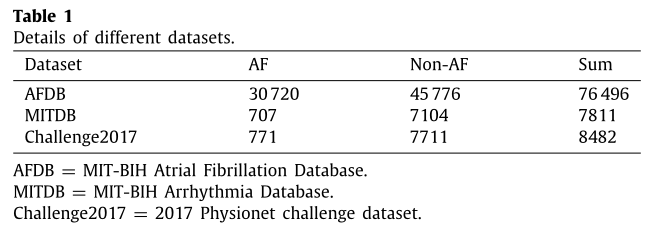 Table 1
Details of different datasets.
Dataset AF Non-AF Sum
AFDB 30 720 45 776 76 496
MITDB 707 7104 7811
Challenge2017 771 7711 8482
AFDB = MIT-BIH Atrial Fibrillation Database.
MITDB = MIT-BIH Arrhythmia Database.
Challenge2017 = 2017 Physionet challenge dataset.